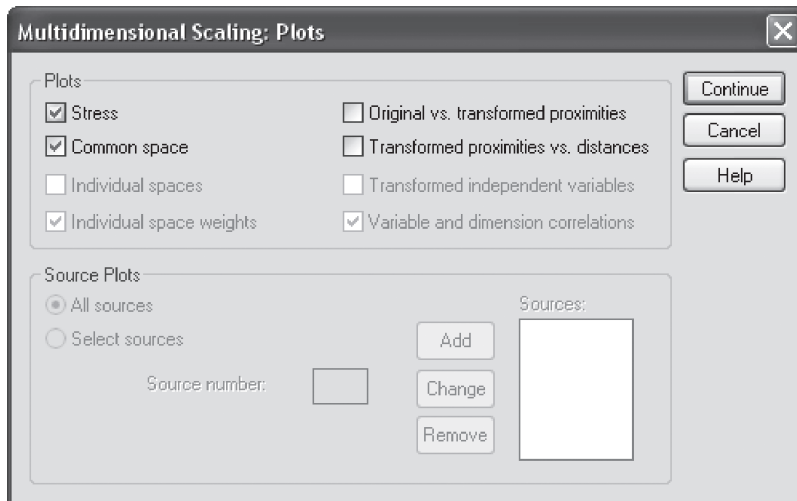 Multidimensional Scaling: Plots
Plots
Stress
Original vs. transformed proximities
Common space
Transformed proximities vs. distances
Individual spaces
Transformed independent variables
Individual space weights
Variable and dimension correlations
Continue
Cancel
Help
Source Plots
All sources
Select sources
Source number:
Add
Change
Remove
Sources: